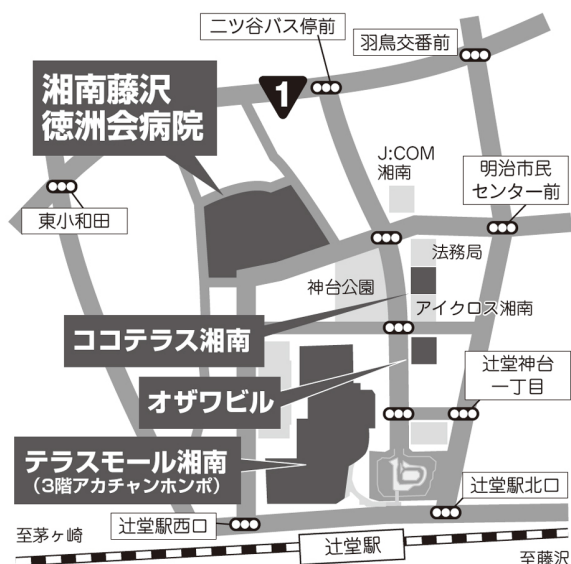 二ツ谷バス停前
羽鳥交番前
1
湘南藤沢
徳洲会病院
J:COM
湘南
明治市民
センター前
東小和田
法務局
神台公園
アイクロス湘南
ココテラス湘南
辻堂神台
一丁目
オザワビル
テラスモール湘南
(3階アカチャンホンポ)
辻堂駅北口
辻堂駅西口
至茅ヶ崎
辻堂駅
至藤沢